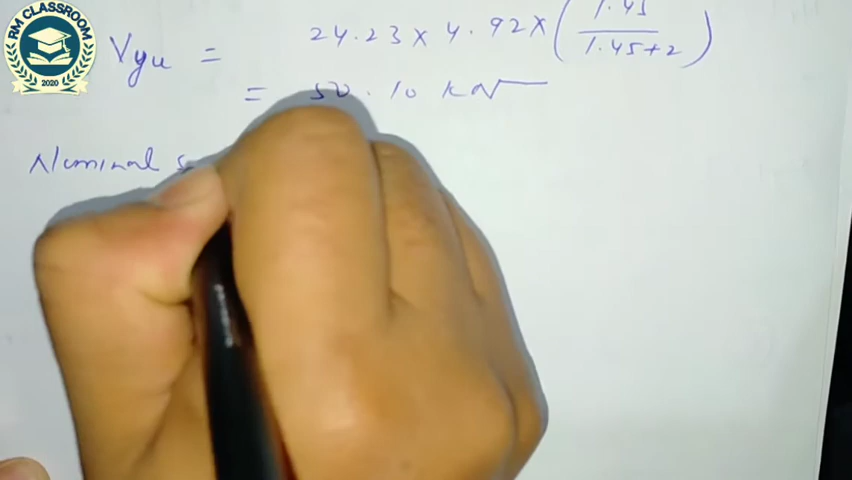 RM CLASSROOM
2020
Vyu = 24.23 × 4.92 × (1.45 / 1.45+2)
= 50.10 kN
Nominal s